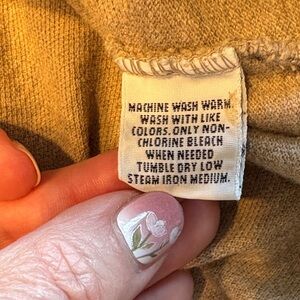 MACHINE WASH WARM
WASH WITH LIKE
COLORS. ONLY NON-
CHLORINE BLEACH
WHEN NEEDED
TUMBLE DRY LOW
STEAM IRON MEDIUM.